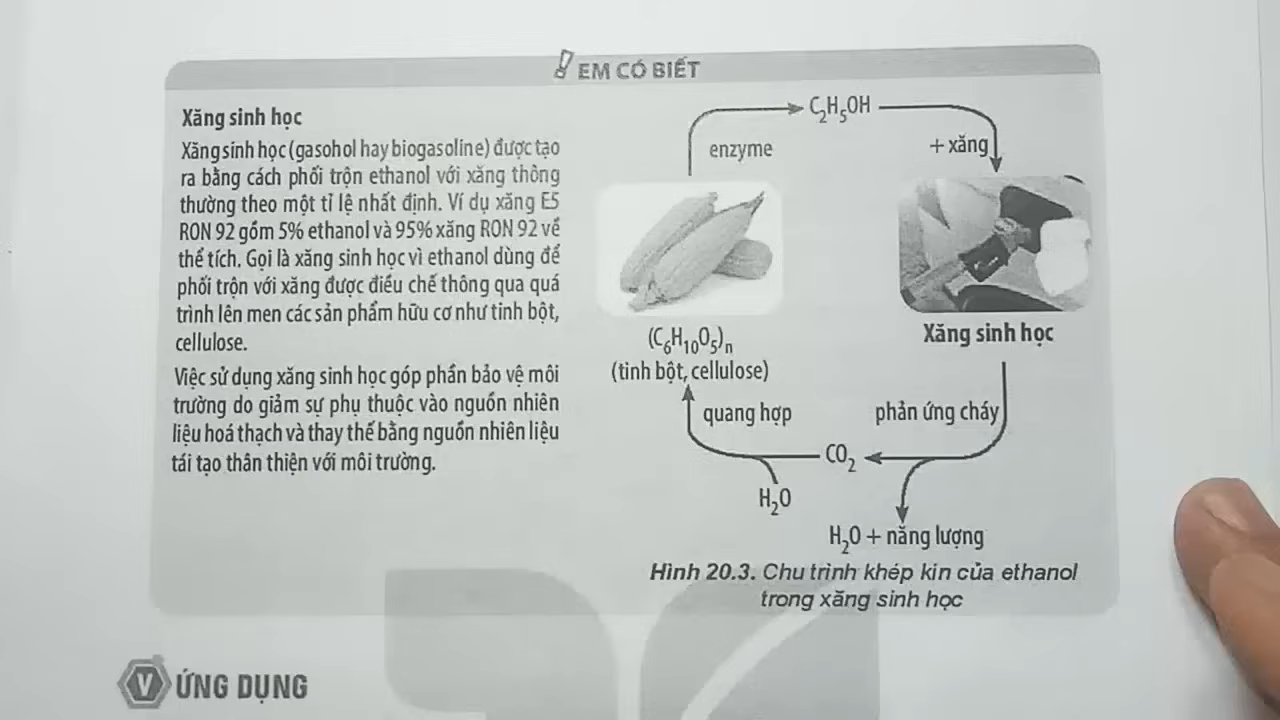 EM CÓ BIẾT
Xăng sinh học
Xăng sinh học (gasohol hay biogasoline) được tạo
ra bằng cách phối trộn ethanol với xăng thông
thường theo một tỉ lệ nhất định. Ví dụ xăng E5
RON 92 gồm 5% ethanol và 95% xăng RON 92 về
thể tích. Gọi là xăng sinh học vì ethanol dùng để
phối trộn với xăng được điều chế thông qua quá
trình lên men các sản phẩm hữu cơ như tinh bột,
cellulose.
Việc sử dụng xăng sinh học góp phần bảo vệ môi
trường do giảm sự phụ thuộc vào nguồn nhiên
liệu hoá thạch và thay thế bằng nguồn nhiên liệu
tái tạo thân thiện với môi trường.
C₂H₅OH
enzyme
+ xăng
(C₆H₁₀O₅)ₙ
(tinh bột, cellulose)
Xăng sinh học
quang hợp
phản ứng cháy
CO₂
H₂O
H₂O + năng lượng
Hình 20.3. Chu trình khép kín của ethanol
trong xăng sinh học
V ỨNG DỤNG